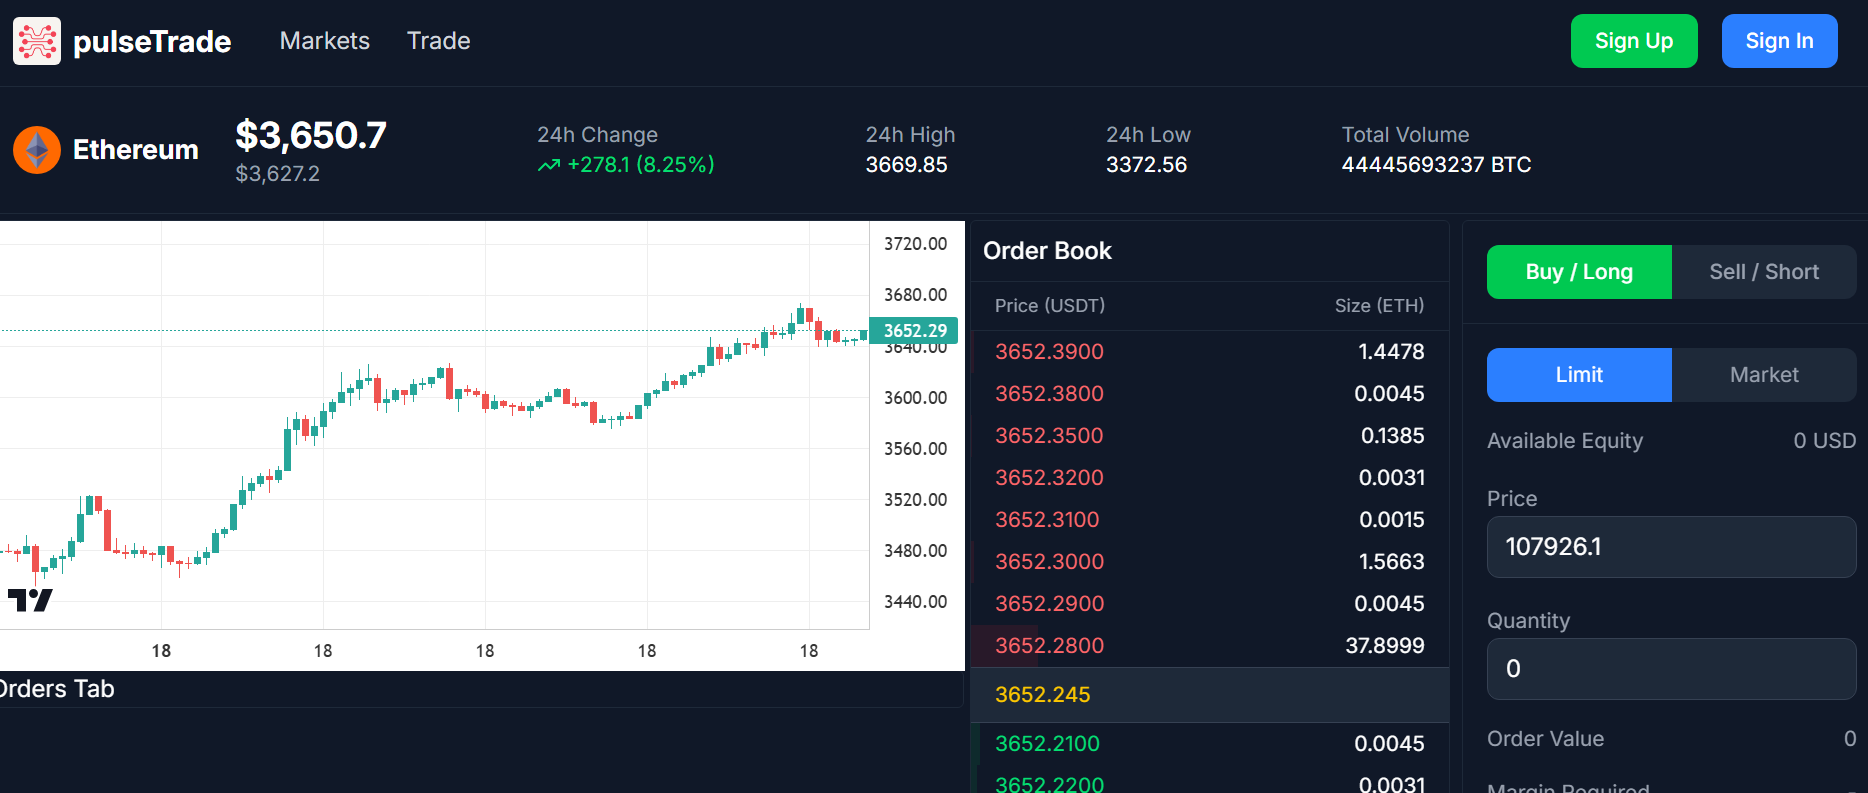 pulseTrade
Markets
Trade
Sign Up
Sign In
Ethereum
$3,650.7
$3,627.2
24h Change
+278.1 (8.25%)
24h High
3669.85
24h Low
3372.56
Total Volume
44445693237 BTC
3720.00
3680.00
3652.29
3640.00
3600.00
3560.00
3520.00
3480.00
3440.00
18 18 18 18 18
Orders Tab
Order Book
Price (USDT) Size (ETH)
3652.3900 1.4478
3652.3800 0.0045
3652.3500 0.1385
3652.3200 0.0031
3652.3100 0.0015
3652.3000 1.5663
3652.2900 0.0045
3652.2800 37.8999
3652.245
3652.2100 0.0045
3652.2200 0.0031
Buy / Long
Sell / Short
Limit
Market
Available Equity 0 USD
Price
107926.1
Quantity
0
Order Value 0
Margin Required